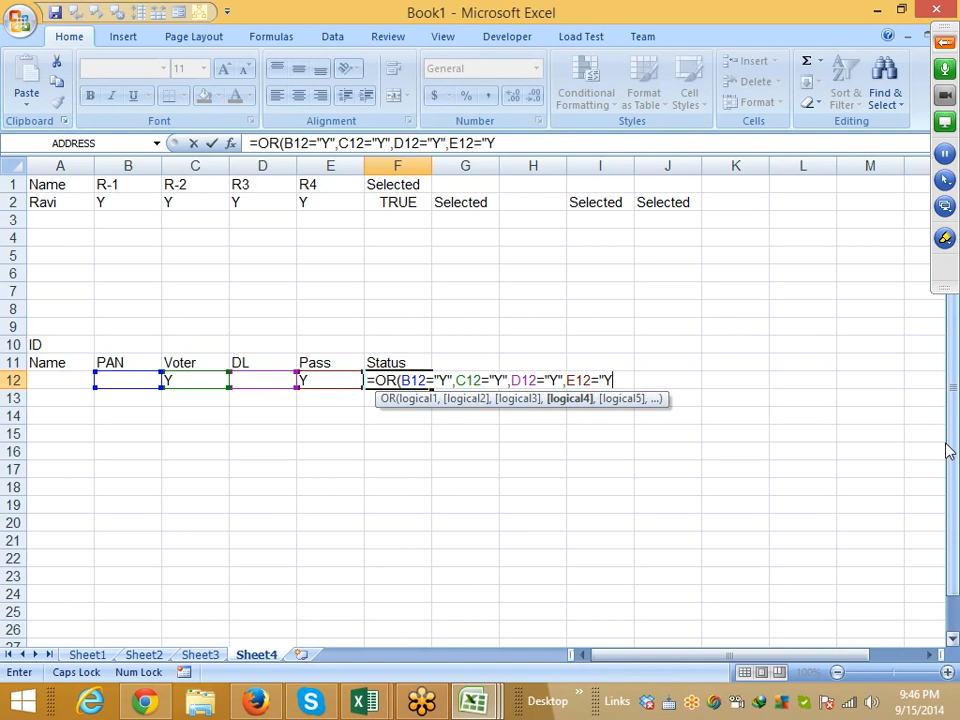 Book1 - Microsoft Excel
Home Insert Page Layout Formulas Data Review View Developer Load Test Team
Paste
11 A A
General
B I U
$ % ,
Conditional Formatting
Format as Table
Cell Styles
Insert
Delete
Format
Sort & Filter
Find & Select
Clipboard Font Alignment Number Styles Cells Editing
ADDRESS fx =OR(B12="Y",C12="Y",D12="Y",E12="Y
A B C D E F G H I J K L M
1 Name R-1 R-2 R3 R4 Selected
2 Ravi Y Y Y Y TRUE Selected Selected Selected
3
4
5
6
7
8
9
10 ID
11 Name PAN Voter DL Pass Status
12 Y Y =OR(B12="Y",C12="Y",D12="Y",E12="Y
OR(logical1, [logical2], [logical3], [logical4], [logical5], ...)
13
14
15
16
17
18
19
20
21
22
23
24
25
26
27
Sheet1 Sheet2 Sheet3 Sheet4
Enter Caps Lock Num Lock 100%
Desktop » Links
9:46 PM
9/15/2014